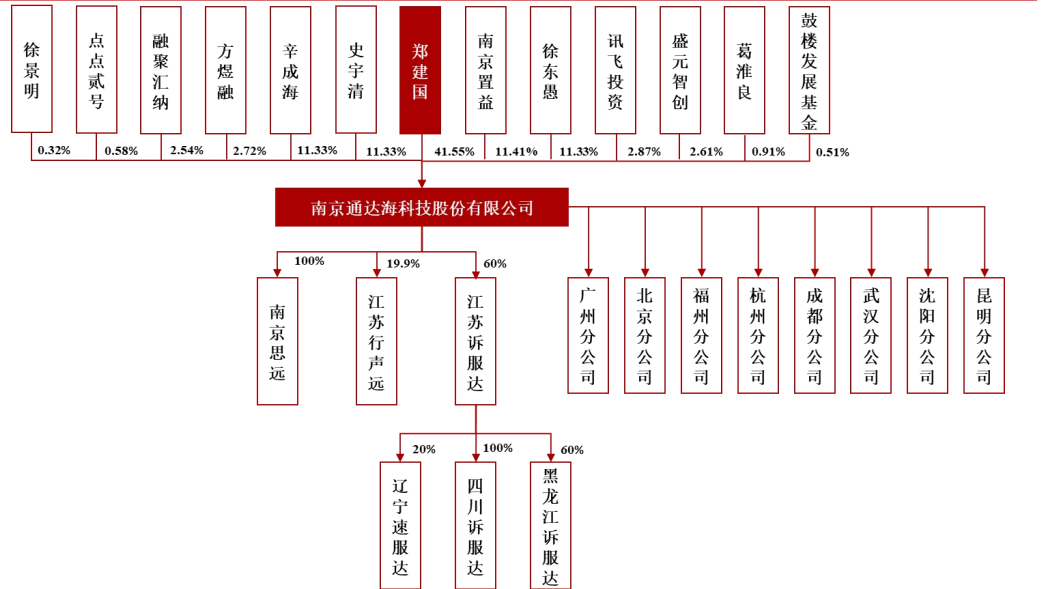 徐景明
点点贰号
融聚汇纳
方煜融
辛成海
史宇清
郑建国
南京置益
徐东愚
讯飞投资
盛元智创
葛淮良
鼓楼发展基金
0.32%
0.58%
2.54%
2.72%
11.33%
11.33%
41.55%
11.41%
11.33%
2.87%
2.61%
0.91%
0.51%
南京通达海科技股份有限公司
100%
19.9%
60%
南京思远
江苏行声远
江苏诉服达
广州分公司
北京分公司
福州分公司
杭州分公司
成都分公司
武汉分公司
沈阳分公司
昆明分公司
20%
100%
60%
辽宁速服达
四川诉服达
黑龙江诉服达